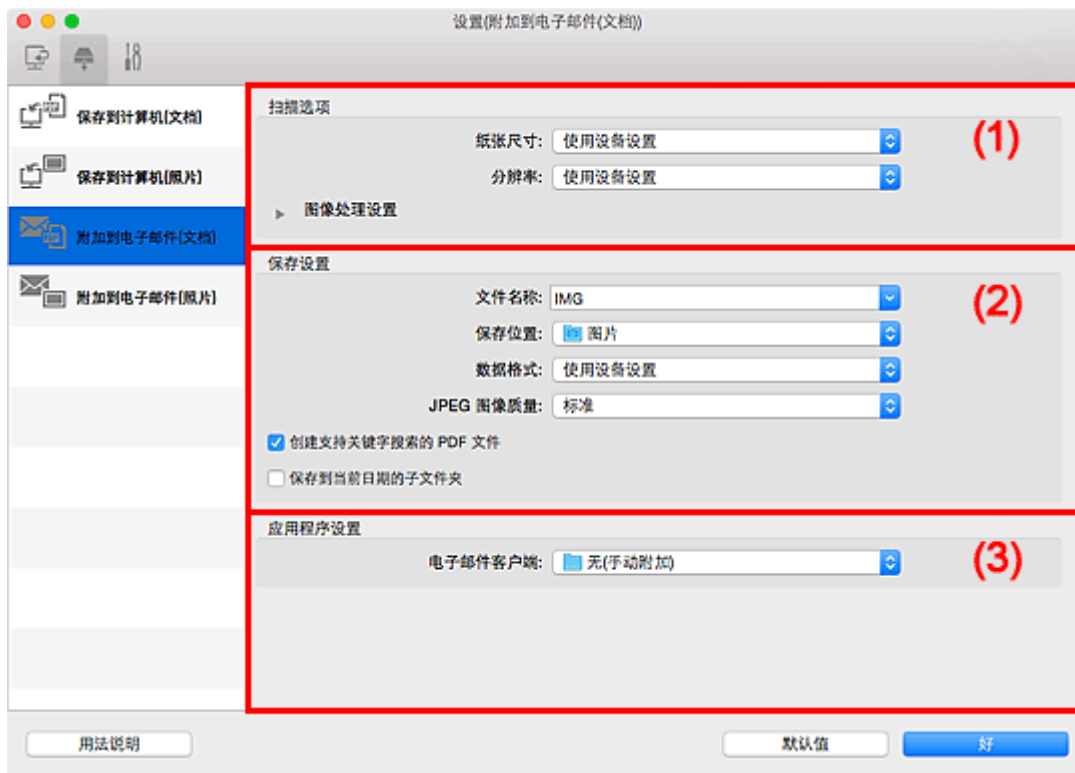 设置(附加到电子邮件(文档))
保存到计算机(文档)
保存到计算机(照片)
附加到电子邮件(文档)
附加到电子邮件(照片)
扫描选项
(1)
纸张尺寸: 使用设备设置
分辨率: 使用设备设置
图像处理设置
保存设置
(2)
文件名称: IMG
保存位置: 图片
数据格式: 使用设备设置
JPEG 图像质量: 标准
创建支持关键字搜索的 PDF 文件
保存到当前日期的子文件夹
应用程序设置
(3)
电子邮件客户端: 无(手动附加)
用法说明
默认值
好